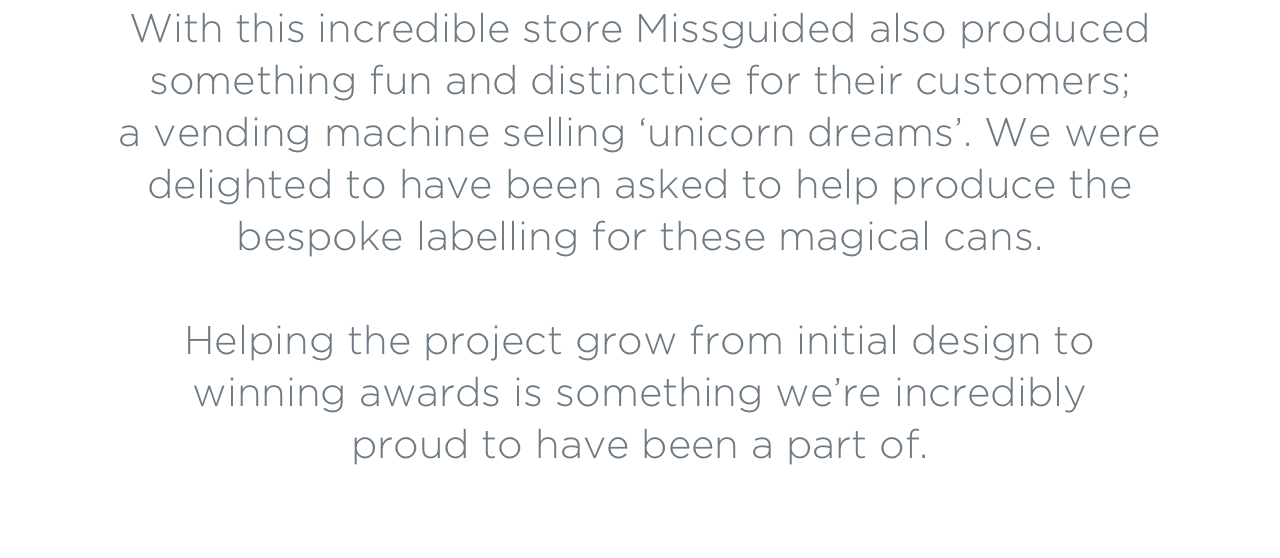 With this incredible store Missguided also produced
something fun and distinctive for their customers;
a vending machine selling ‘unicorn dreams’. We were
delighted to have been asked to help produce the
bespoke labelling for these magical cans.
Helping the project grow from initial design to
winning awards is something we’re incredibly
proud to have been a part of.